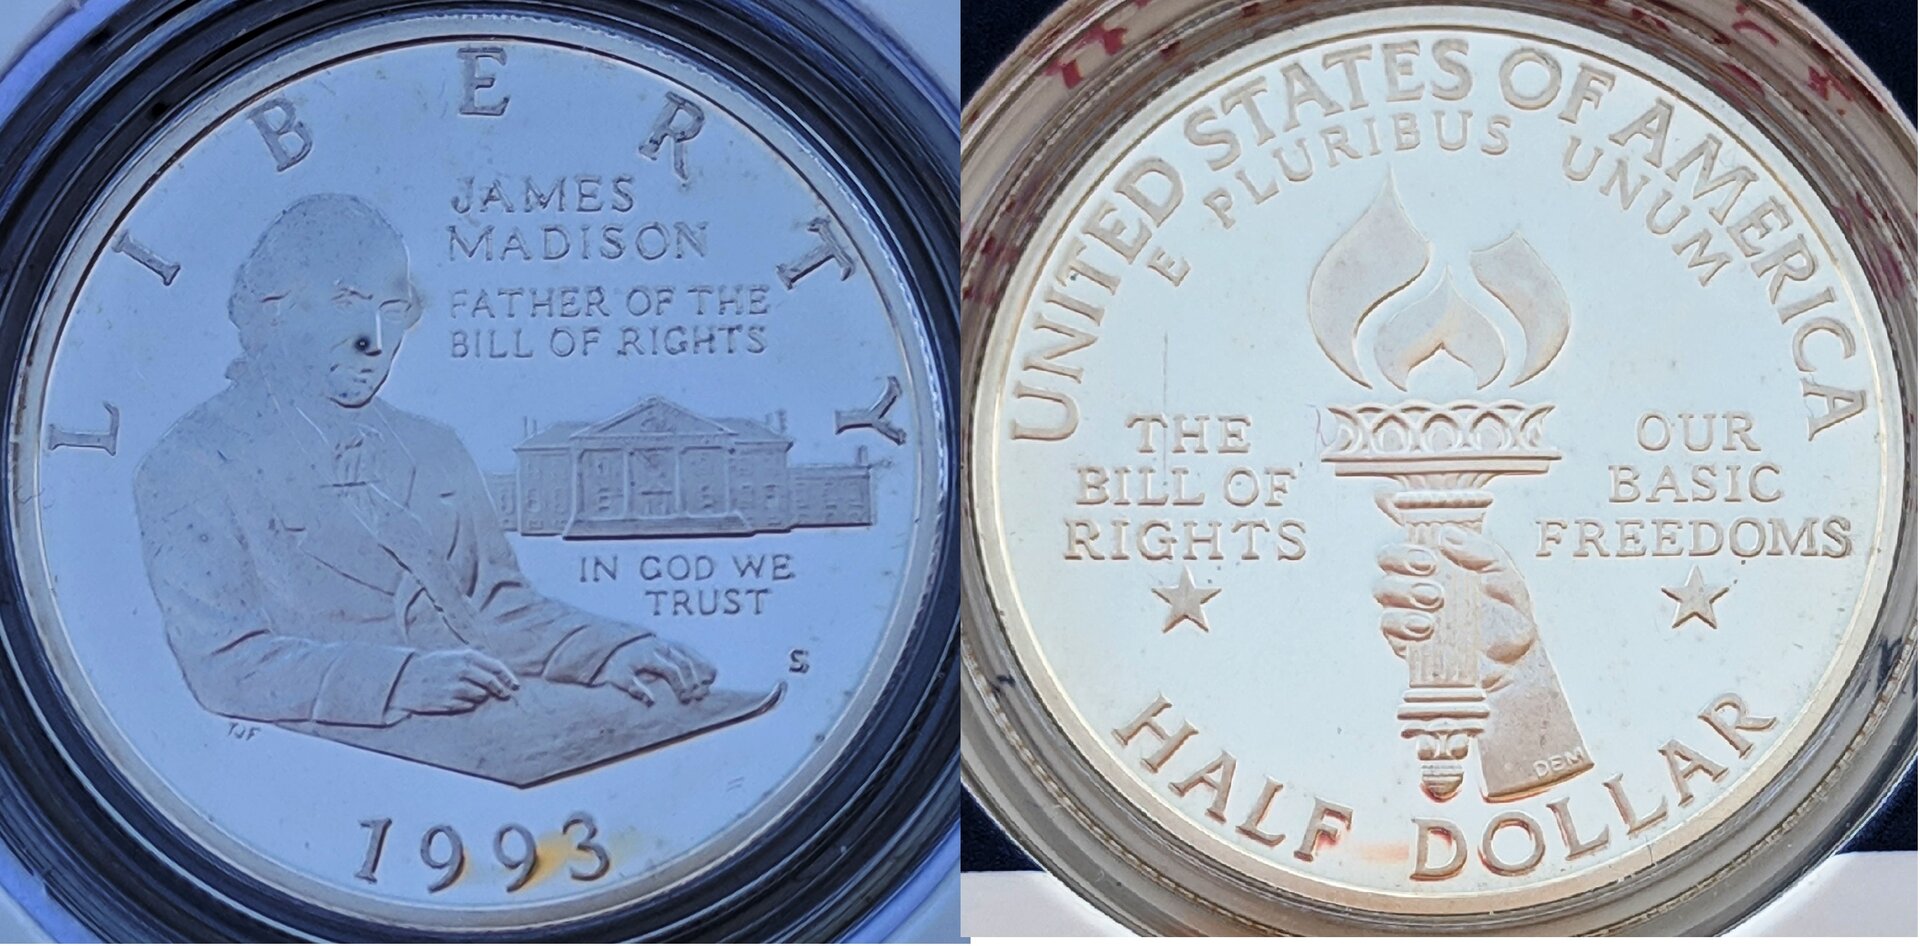 LIBERTY
JAMES
MADISON
FATHER OF THE
BILL OF RIGHTS
IN GOD WE
TRUST
S
TJF
1993
UNITED STATES OF AMERICA
E PLURIBUS UNUM
THE
BILL OF
RIGHTS
OUR
BASIC
FREEDOMS
DEM
HALF DOLLAR